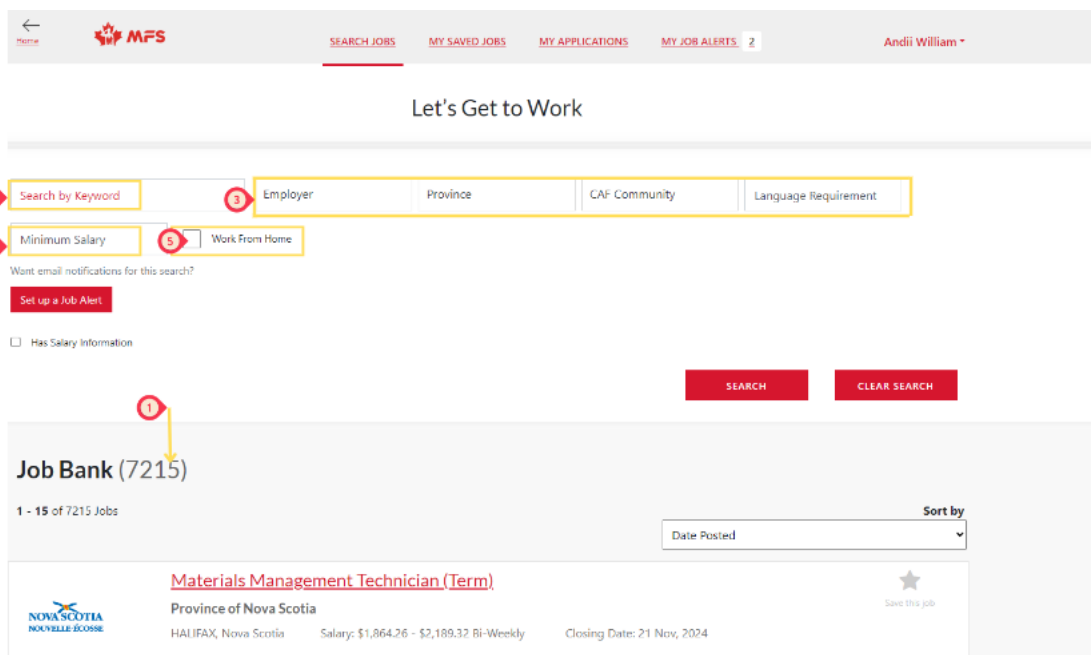 Home
MFS
SEARCH JOBS MY SAVED JOBS MY APPLICATIONS MY JOB ALERTS 2 Andii William
Let's Get to Work
Search by Keyword 3 Employer Province CAF Community Language Requirement
Minimum Salary 5 Work From Home
Want email notifications for this search?
Set up a Job Alert
Has Salary Information
SEARCH CLEAR SEARCH
1
Job Bank (7215)
1 - 15 of 7215 Jobs
Sort by
Date Posted
Materials Management Technician (Term)
Save this job
Province of Nova Scotia
NOVA SCOTIA
NOUVELLE-ÉCOSSE
HALIFAX, Nova Scotia Salary: $1,864.26 - $2,189.32 Bi-Weekly Closing Date: 21 Nov, 2024